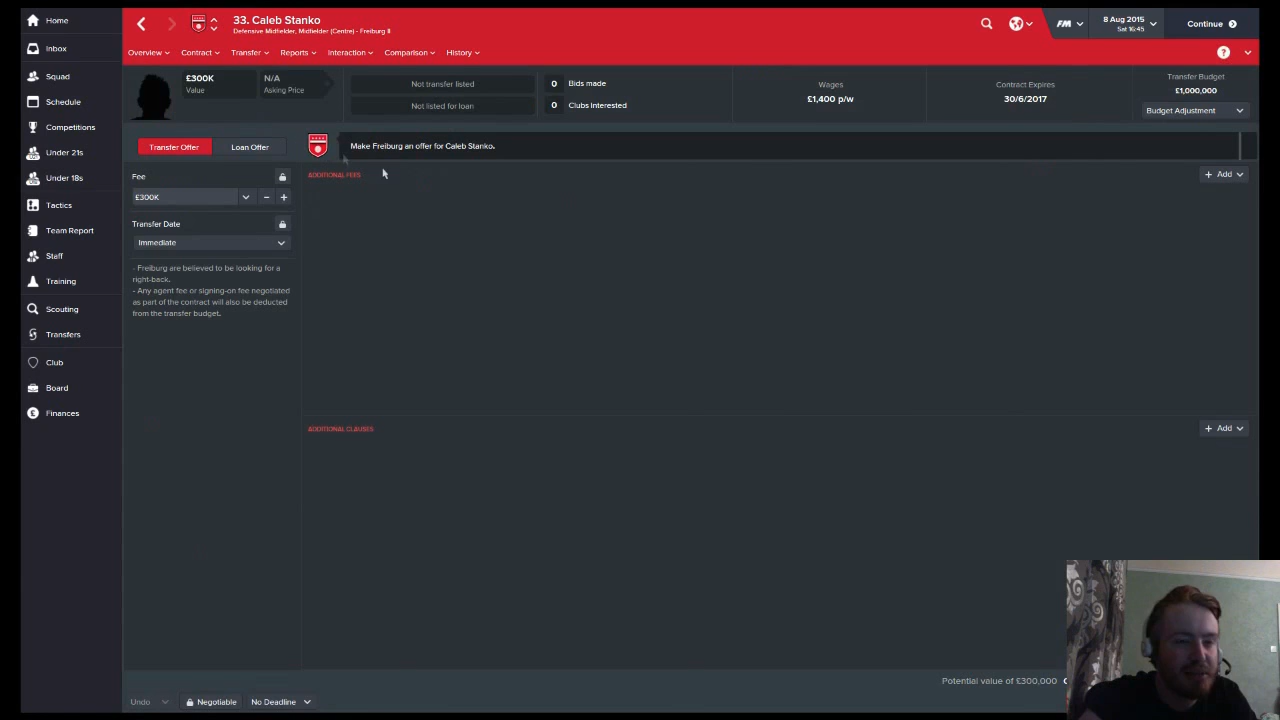 Home
Inbox
Squad
Schedule
Competitions
Under 21s
Under 18s
Tactics
Team Report
Staff
Training
Scouting
Transfers
Club
Board
Finances
33. Caleb Stanko
Defensive Midfielder, Midfielder (Centre) - Freiburg II
FM
8 Aug 2015
Sat 16:45
Continue
Overview
Contract
Transfer
Reports
Interaction
Comparison
History
?
£300K
Value
N/A
Asking Price
Not transfer listed
Not listed for loan
0 Bids made
0 Clubs Interested
Wages
£1,400 p/w
Contract Expires
30/6/2017
Transfer Budget
£1,000,000
Budget Adjustment
Transfer Offer
Loan Offer
Make Freiburg an offer for Caleb Stanko.
Fee
£300K
- +
Transfer Date
Immediate
- Freiburg are believed to be looking for a
right-back.
- Any agent fee or signing-on fee negotiated
as part of the contract will also be deducted
from the transfer budget.
ADDITIONAL FEES
+ Add
ADDITIONAL CLAUSES
+ Add
Potential value of £300,000
Undo
Negotiable
No Deadline